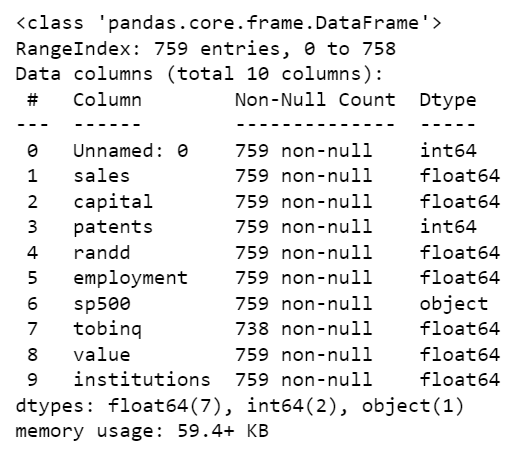 <class 'pandas.core.frame.DataFrame'>
RangeIndex: 759 entries, 0 to 758
Data columns (total 10 columns):
 #   Column        Non-Null Count  Dtype
---  ------        --------------  -----
 0   Unnamed: 0    759 non-null    int64
 1   sales         759 non-null    float64
 2   capital       759 non-null    float64
 3   patents       759 non-null    int64
 4   randd         759 non-null    float64
 5   employment    759 non-null    float64
 6   sp500         759 non-null    object
 7   tobinq        738 non-null    float64
 8   value         759 non-null    float64
 9   institutions  759 non-null    float64
dtypes: float64(7), int64(2), object(1)
memory usage: 59.4+ KB